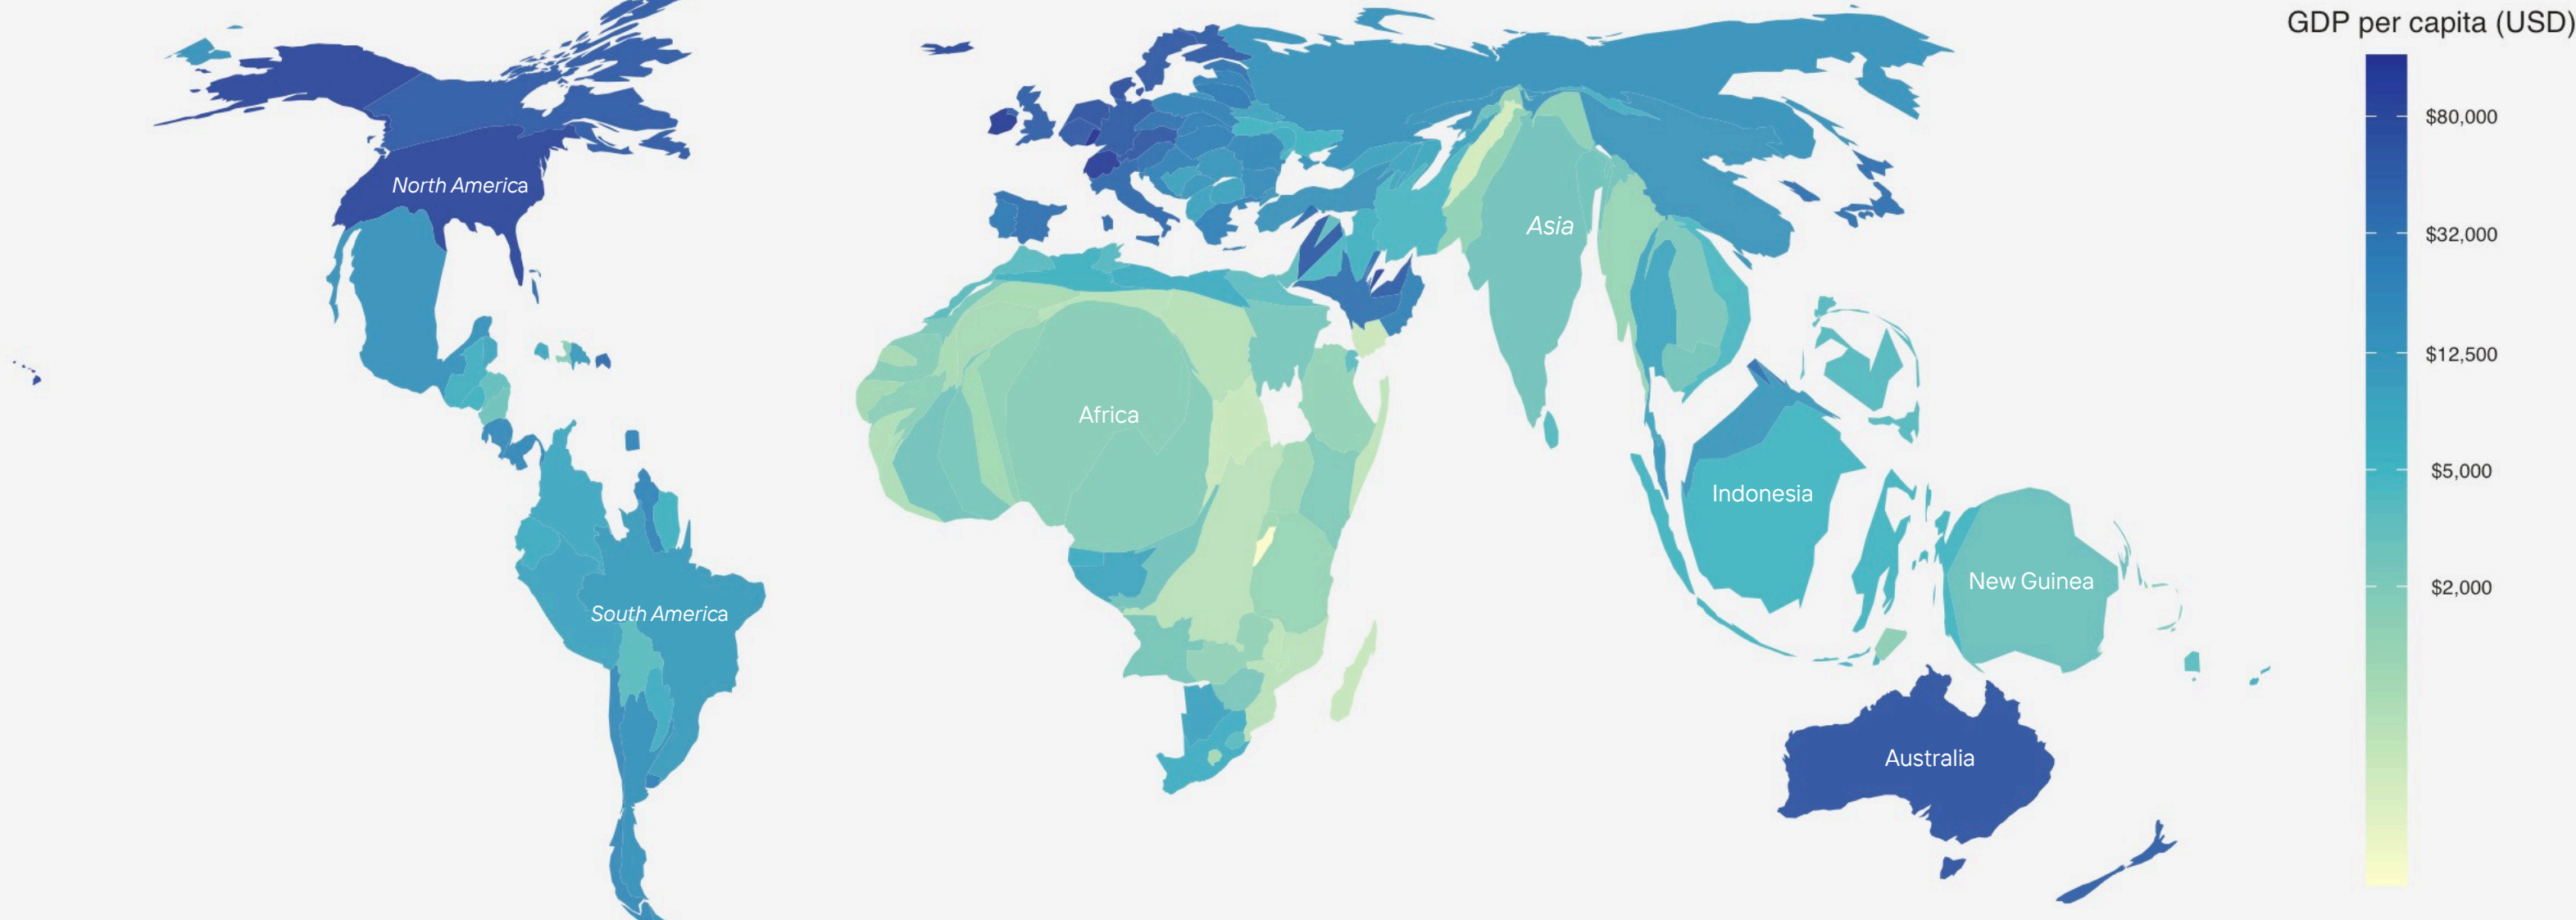 GDP per capita (USD)
$80,000
North America
Asia
$32,000
$12,500
Africa
$5,000
Indonesia
New Guinea
$2,000
South America
Australia